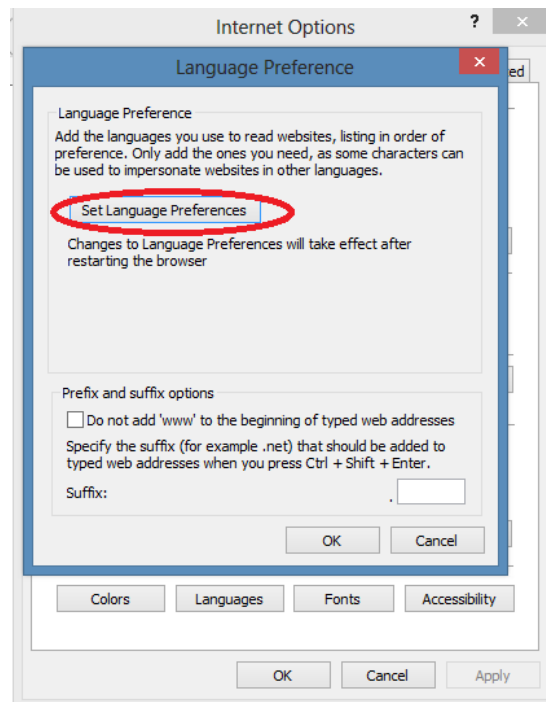 Internet Options
?
Language Preference
ed
Language Preference
Add the languages you use to read websites, listing in order of
preference. Only add the ones you need, as some characters can
be used to impersonate websites in other languages.
Set Language Preferences
Changes to Language Preferences will take effect after
restarting the browser
Prefix and suffix options
Do not add 'www' to the beginning of typed web addresses
Specify the suffix (for example .net) that should be added to
typed web addresses when you press Ctrl + Shift + Enter.
Suffix: .
OK Cancel
Colors Languages Fonts Accessibility
OK Cancel Apply